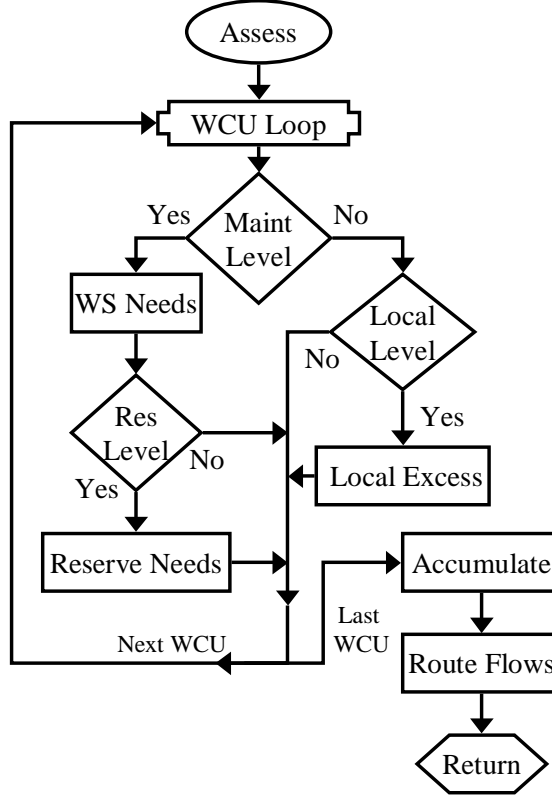 Assess
WCU Loop
Yes
No
Maint
Level
WS Needs
Local
Level
No
Res
Level
No
Yes
Yes
Local Excess
Reserve Needs
Accumulate
Last
WCU
Next WCU
Route Flows
Return